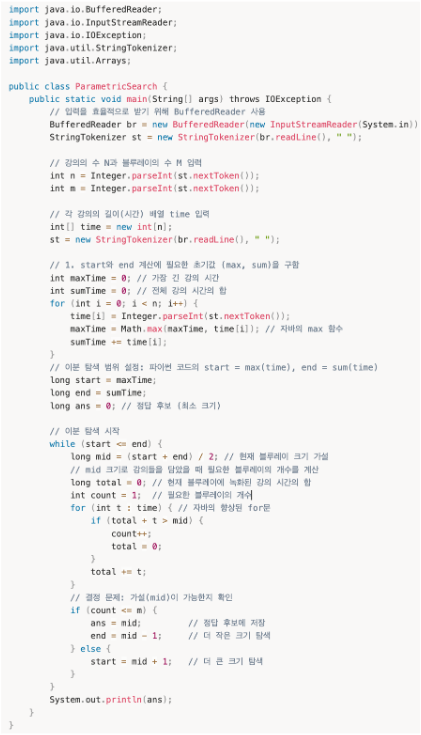 import java.io.BufferedReader;
import java.io.InputStreamReader;
import java.io.IOException;
import java.util.StringTokenizer;
import java.util.Arrays;
public class ParametricSearch {
public static void main(String[] args) throws IOException {
// 입력을 효율적으로 받기 위해 BufferedReader 사용
BufferedReader br = new BufferedReader(new InputStreamReader(System.in))
StringTokenizer st = new StringTokenizer(br.readLine(), " ");
// 강의의 수 N과 블루레이의 수 M 입력
int n = Integer.parseInt(st.nextToken());
int m = Integer.parseInt(st.nextToken());
// 각 강의의 길이(시간) 배열 time 입력
int[] time = new int[n];
st = new StringTokenizer(br.readLine(), " ");
// 1. start와 end 계산에 필요한 초기값 (max, sum)을 구함
int maxTime = 0; // 가장 긴 강의 시간
int sumTime = 0; // 전체 강의 시간의 합
for (int i = 0; i < n; i++) {
time[i] = Integer.parseInt(st.nextToken());
maxTime = Math.max(maxTime, time[i]); // 자바의 max 함수
sumTime += time[i];
}
// 이분 탐색 범위 설정: 파이썬 코드의 start = max(time), end = sum(time)
long start = maxTime;
long end = sumTime;
long ans = 0; // 정답 후보 (최소 크기)
// 이분 탐색 시작
while (start <= end) {
long mid = (start + end) / 2; // 현재 블루레이 크기 가설
// mid 크기로 강의들을 담았을 때 필요한 블루레이의 개수를 계산
long total = 0; // 현재 블루레이에 녹화된 강의 시간의 합
int count = 1; // 필요한 블루레이의 개수
for (int t : time) { // 자바의 향상된 for문
if (total + t > mid) {
count++;
total = 0;
}
total += t;
}
// 결정 문제: 가설(mid)이 가능한지 확인
if (count <= m) {
ans = mid; // 정답 후보에 저장
end = mid - 1; // 더 작은 크기 탐색
} else {
start = mid + 1; // 더 큰 크기 탐색
}
}
System.out.println(ans);
}
}